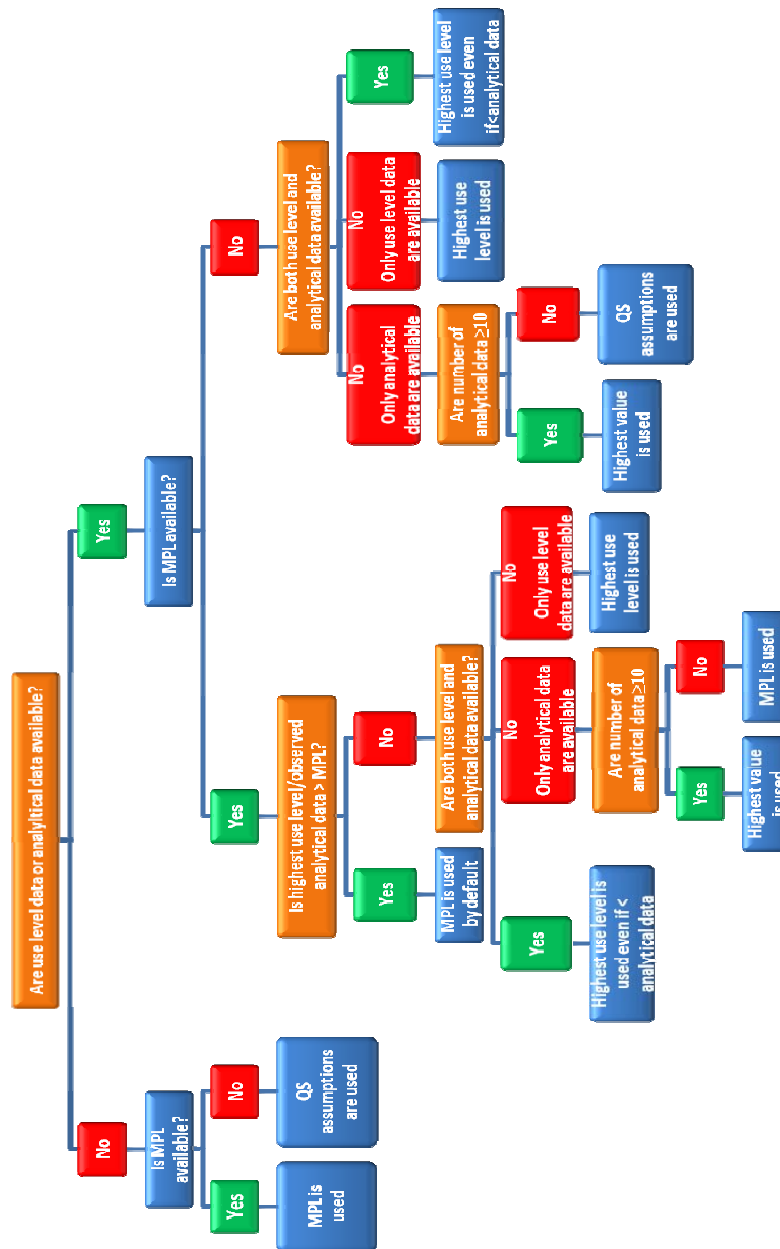 Are use level data or analyltical data available?
No
Yes
Is MPL
available?
Is MPL available?
Yes
No
Yes
No
MPL is
used
QS
assumptions
are used
Is highest use level/observed
analytical data > MPL?
Are both use level and
analytical data available?
Yes
No
No
Only analytical
data are available
No
Only use level data
are available
Yes
MPL is used
by default
Are both use level and
analytical data available?
Are number of
analytical data ≥10
Highest use
level is used
Highest use level
is used even
if<analytical data
Yes
No
Only analytical data
are available
No
Only use level
data are available
Yes
No
Highest use level is
used even if <
analytical data
Are number of
analytical data ≥10
Highest use
level is used
Highest value
is used
QS
assumptions
are used
Yes
No
Highest value
is used
MPL is used